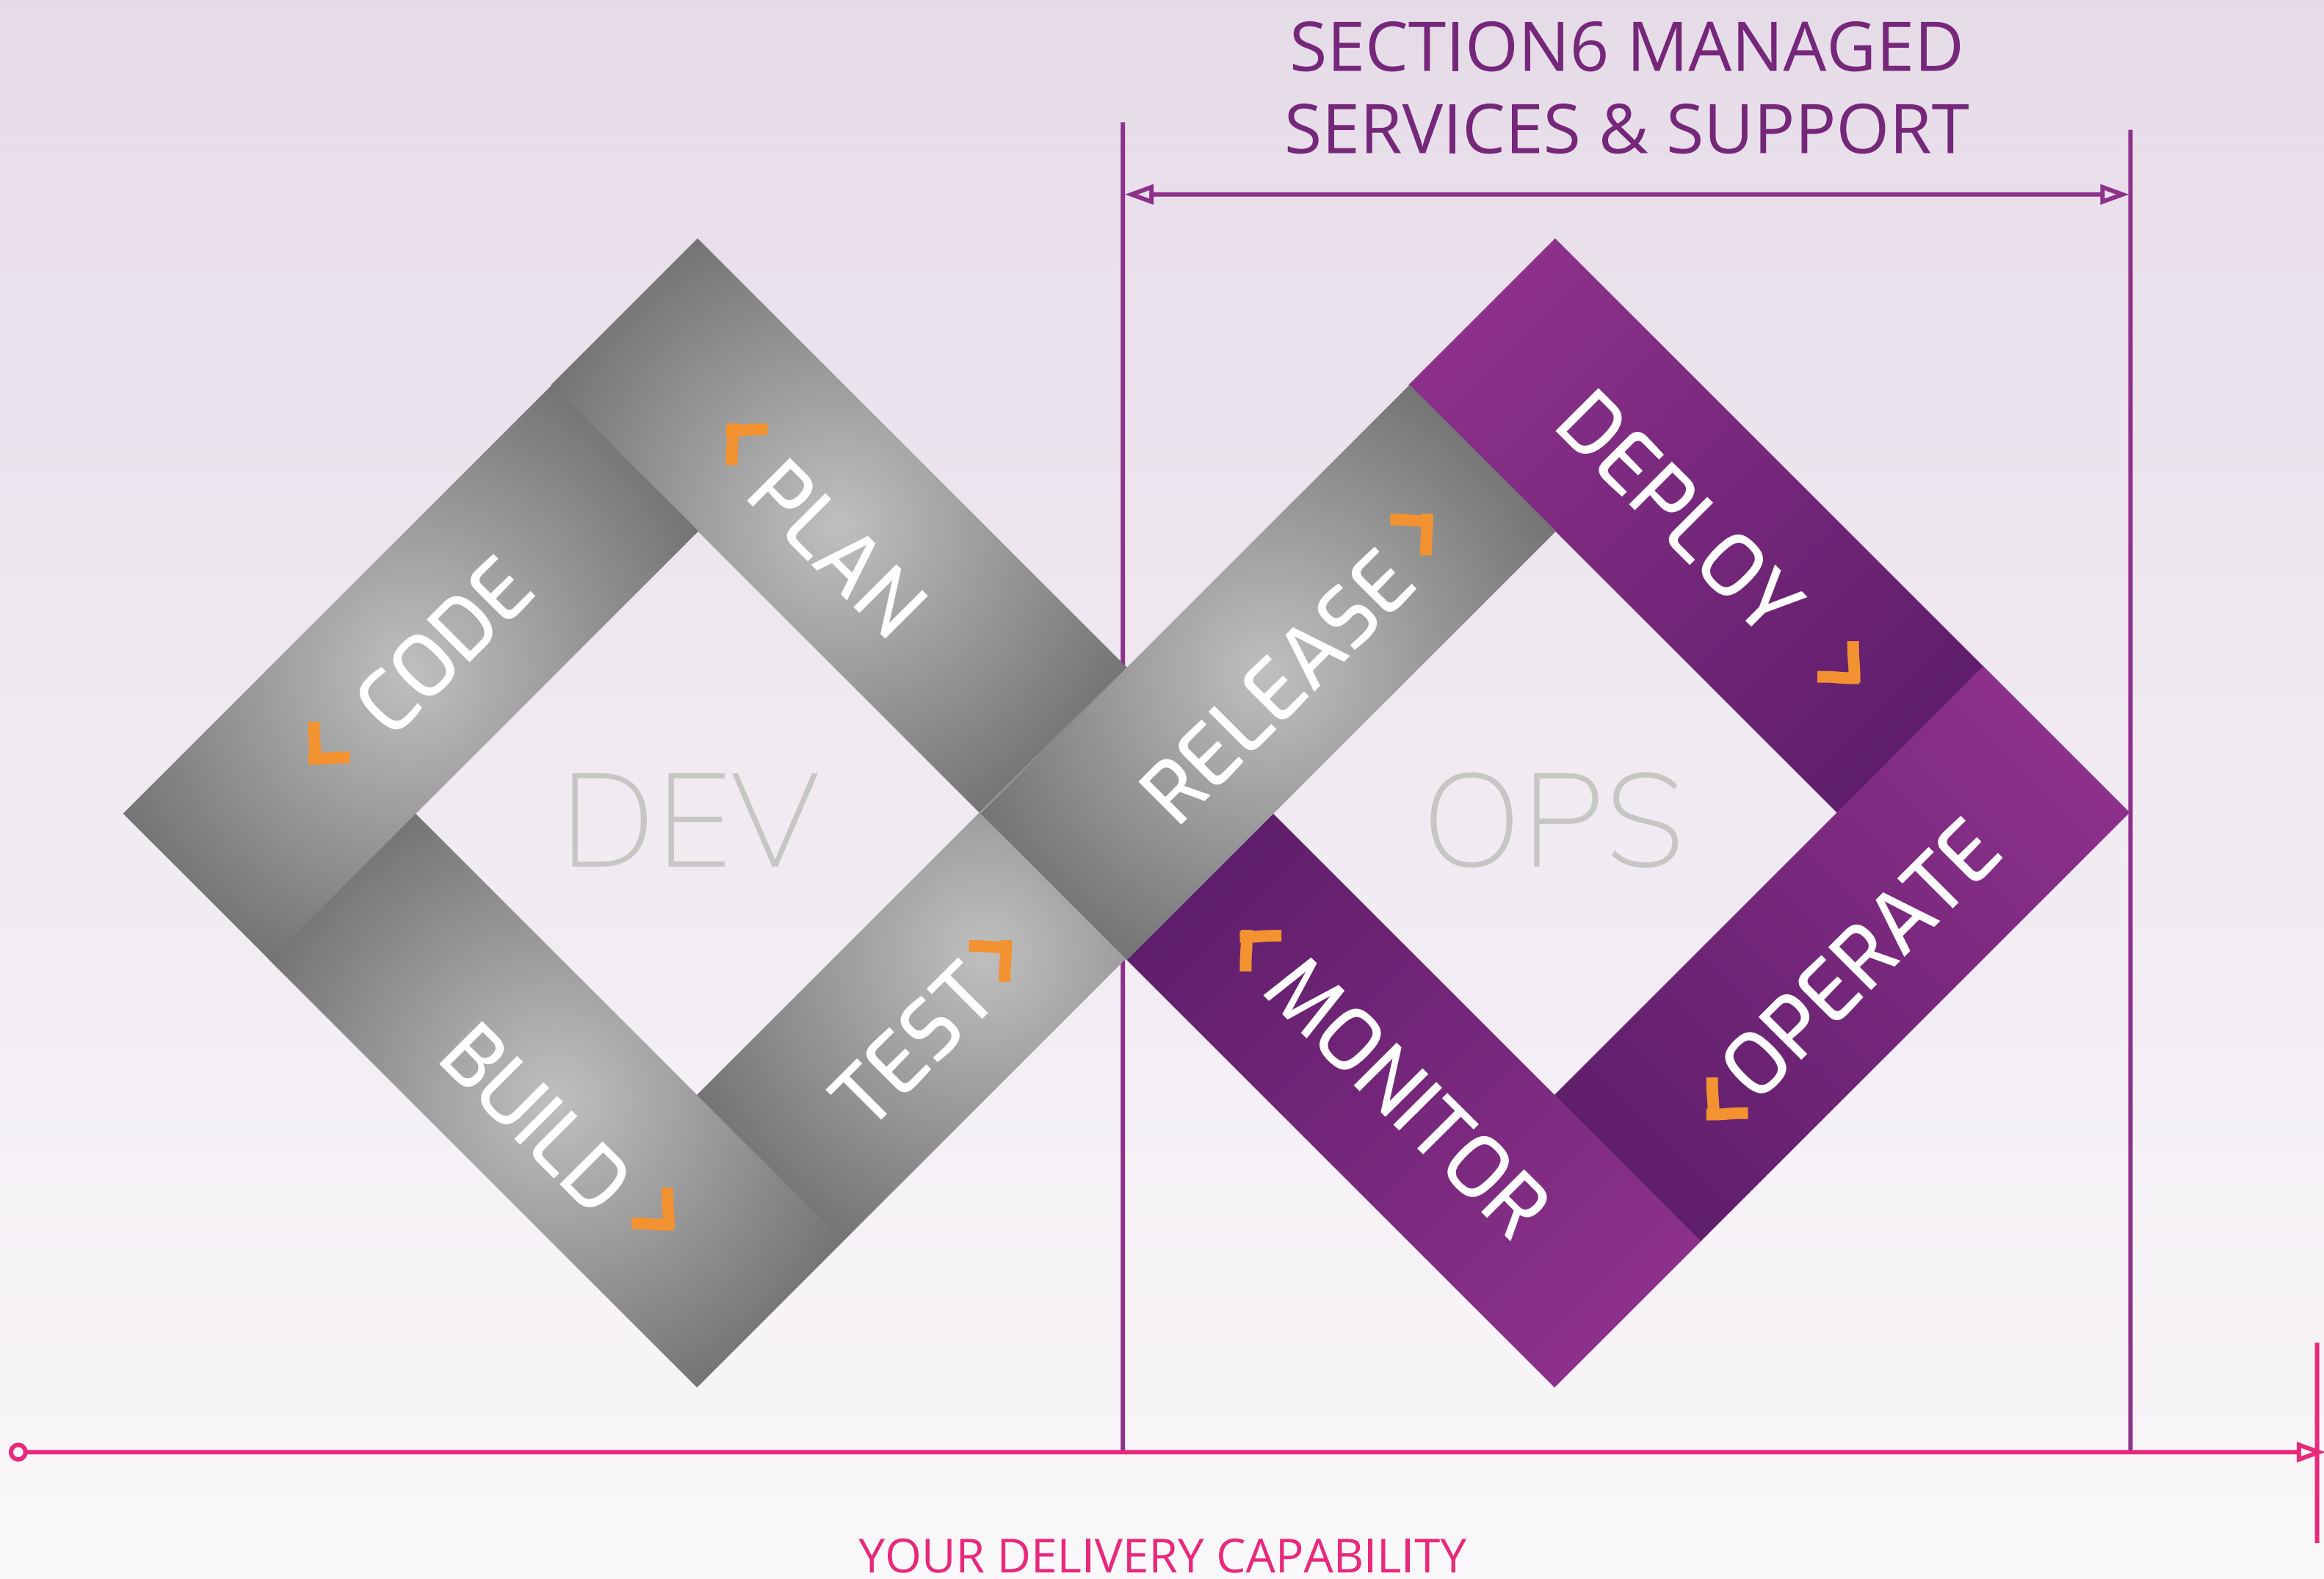 SECTION6 MANAGED
SERVICES & SUPPORT
PLAN
CODE
BUILD
TEST
RELEASE
DEPLOY
OPERATE
MONITOR
DEV
OPS
YOUR DELIVERY CAPABILITY